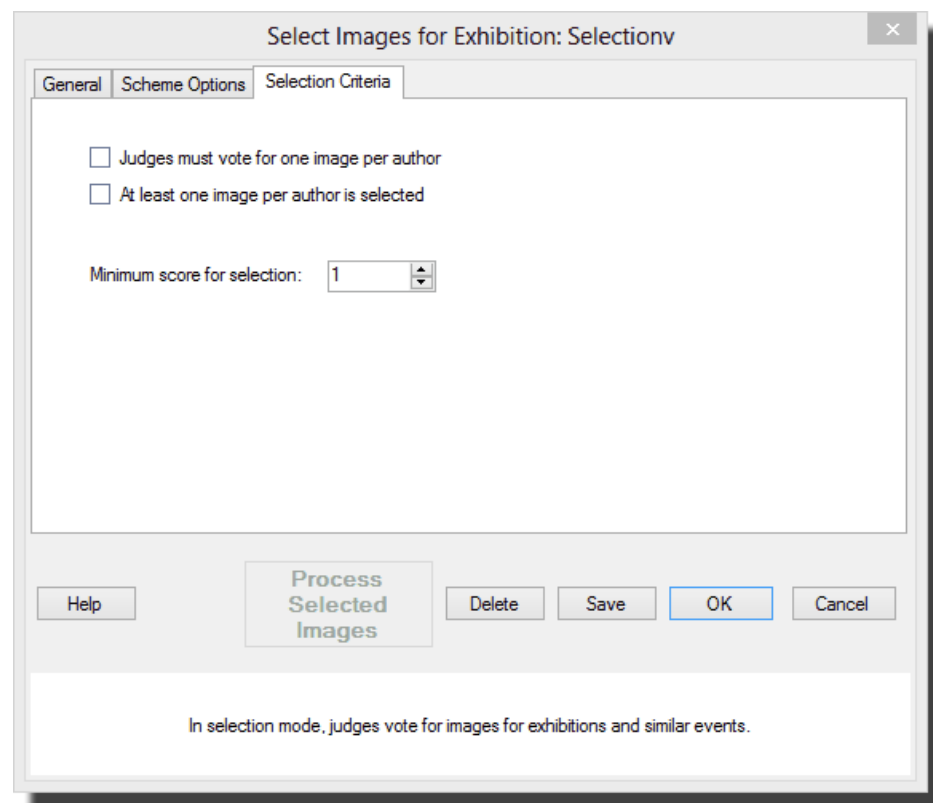 Select Images for Exhibition: Selectionv
General Scheme Options Selection Criteria
Judges must vote for one image per author
At least one image per author is selected
Minimum score for selection: 1
Help
Process
Selected
Images
Delete Save OK Cancel
In selection mode, judges vote for images for exhibitions and similar events.